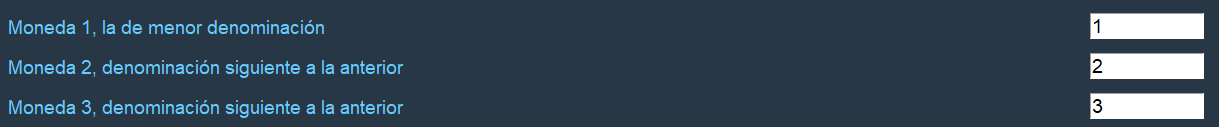 Moneda 1, la de menor denominación 1
Moneda 2, denominación siguiente a la anterior 2
Moneda 3, denominación siguiente a la anterior 3